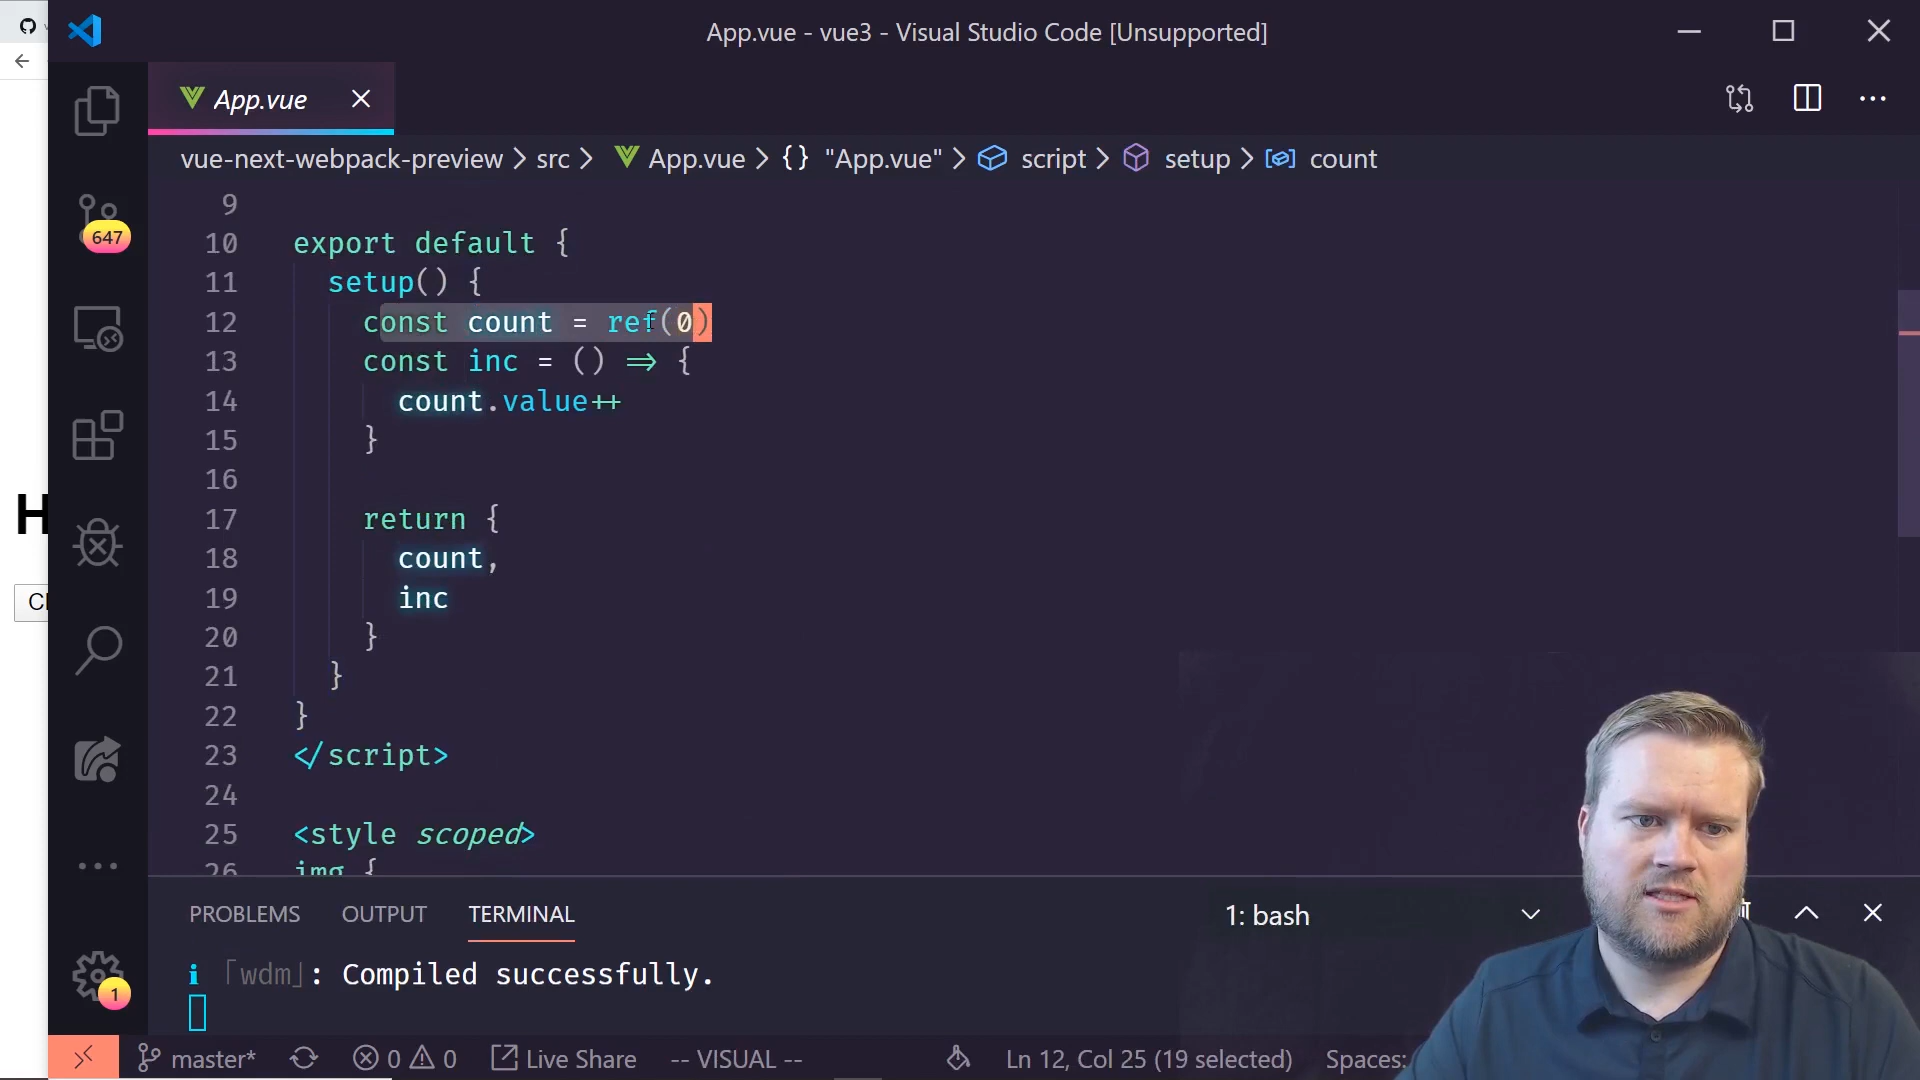 App.vue - vue3 - Visual Studio Code [Unsupported]
App.vue
vue-next-webpack-preview > src > App.vue > {} "App.vue" > script > setup > count
647
9
10 export default {
11 setup() {
12 const count = ref(0)
13 const inc = () => {
14 count.value++
15 }
16
17 return {
18 count,
19 inc
20 }
21 }
22 }
23 </script>
24
25 <style scoped>
26 img {
H
Cl
PROBLEMS OUTPUT TERMINAL 1: bash
i ｢wdm｣: Compiled successfully.
1
master* 0 0 Live Share -- VISUAL -- Ln 12, Col 25 (19 selected) Spaces: